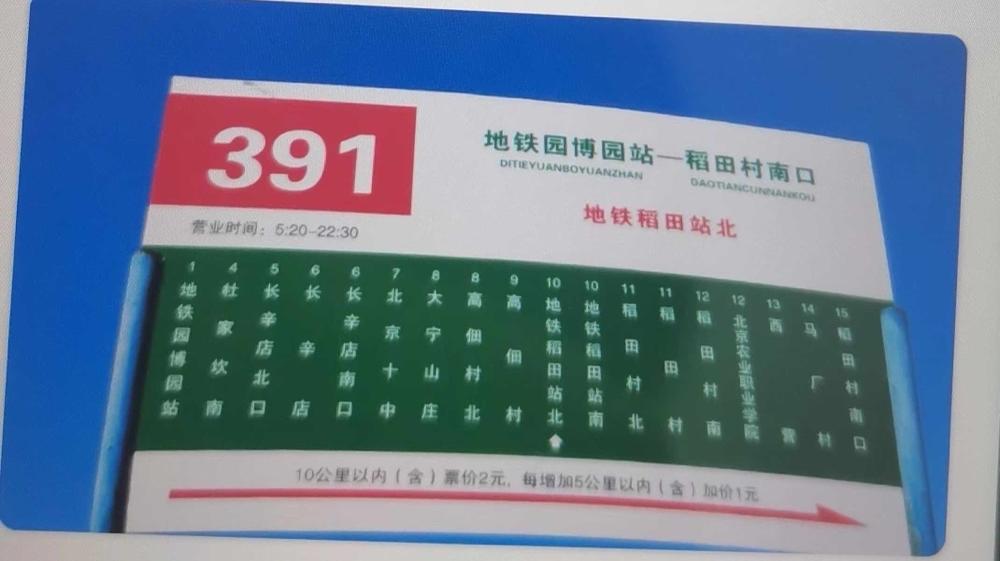 391
地铁园博园站—稻田村南口
DITIEYUANBOYUANZHAN DAOTIANCUNNANKOU
地铁稻田站北
营业时间：5:20-22:30
1 地铁园博园站
4 杜家坎南
5 长辛店北口
6 长辛店
6 长辛店南口
7 北京十中
8 大宁山庄
8 高佃村北
9 高佃村
10 地铁稻田站北
10 地铁稻田站南
11 稻田村北
11 稻田村
12 稻田村南
12 北京农业职业学院
13 西营
14 马厂村
15 稻田村南口
10公里以内（含）票价2元，每增加5公里以内（含）加价1元